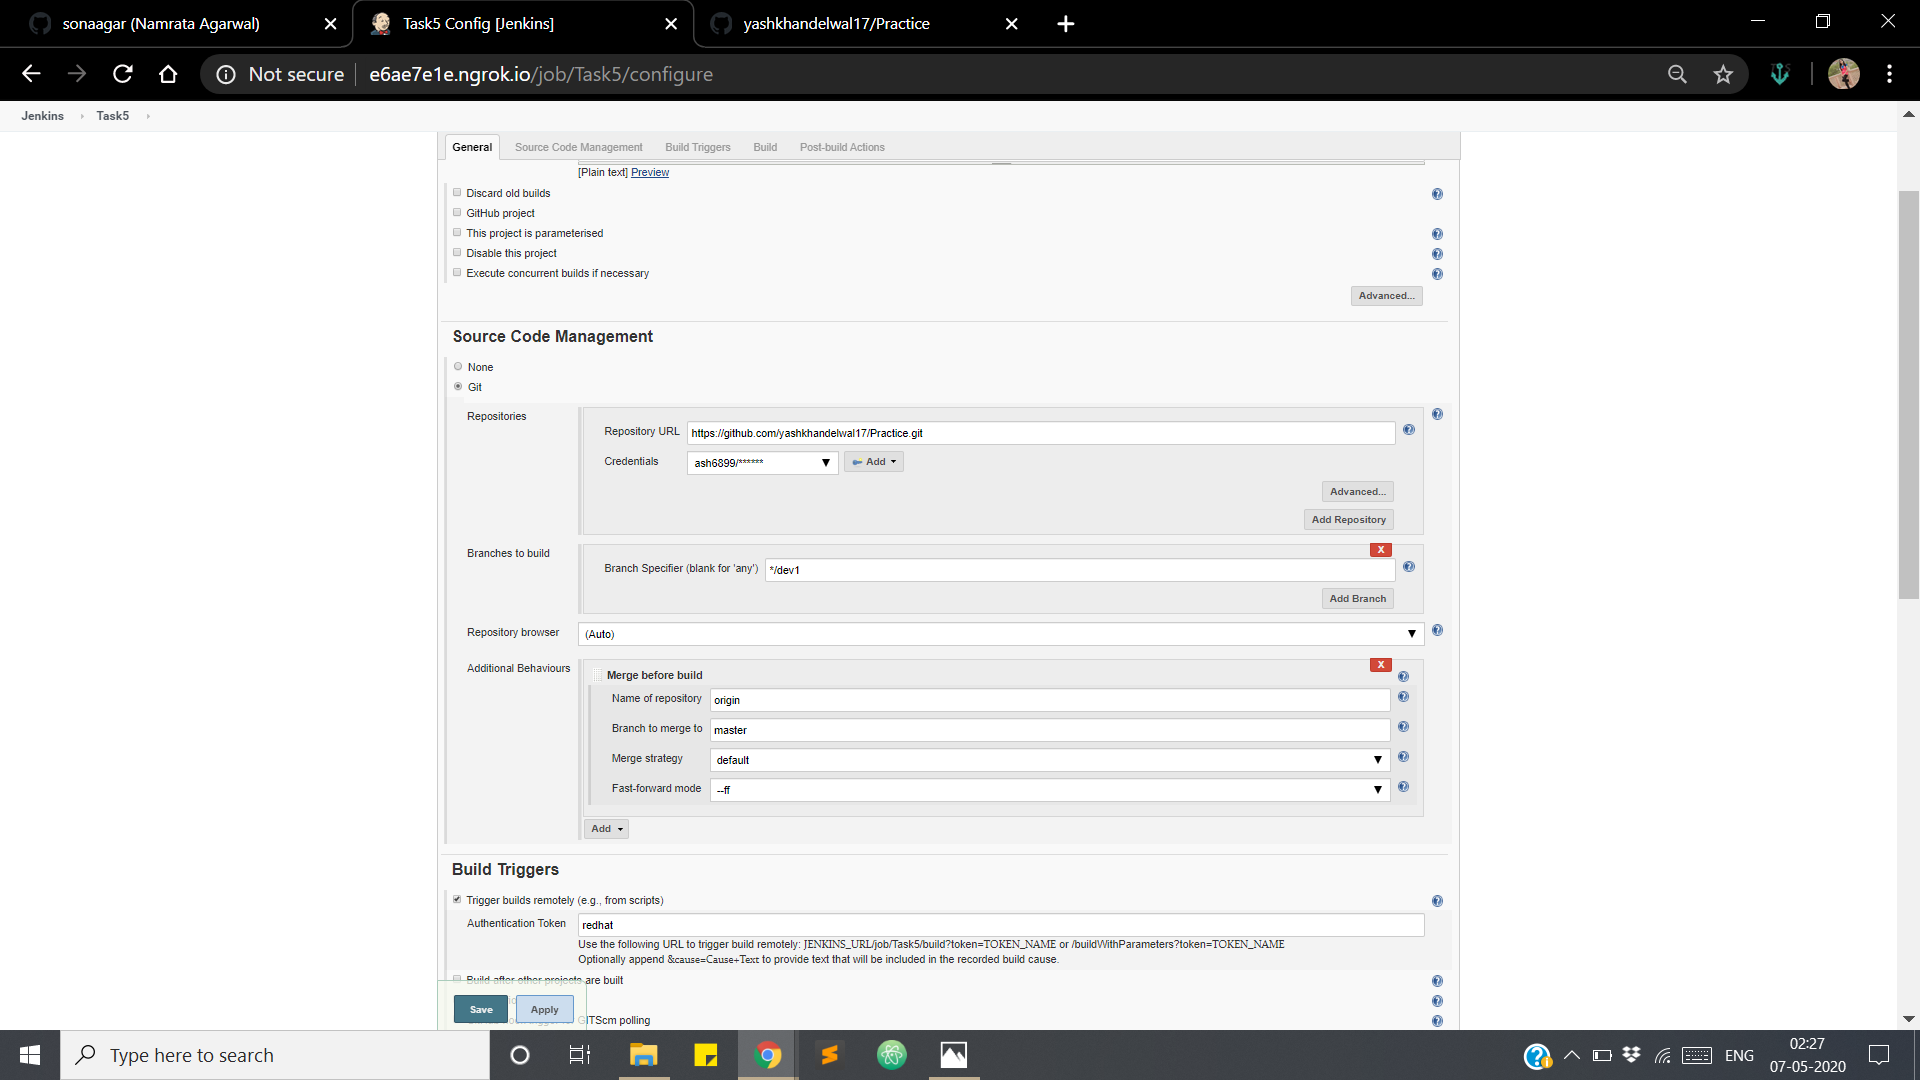 sonaagar (Namrata Agarwal)
Task5 Config [Jenkins]
yashkhandelwal17/Practice
Not secure
e6ae7e1e.ngrok.io/job/Task5/configure
Jenkins
Task5
General
Source Code Management
Build Triggers
Build
Post-build Actions
[Plain text] Preview
Discard old builds
GitHub project
This project is parameterised
Disable this project
Execute concurrent builds if necessary
Advanced...
Source Code Management
None
Git
Repositories
Repository URL
https://github.com/yashkhandelwal17/Practice.git
Credentials
ash6899/******
Add
Advanced...
Add Repository
Branches to build
X
Branch Specifier (blank for 'any')
*/dev1
Add Branch
Repository browser
(Auto)
Additional Behaviours
X
Merge before build
Name of repository
origin
Branch to merge to
master
Merge strategy
default
Fast-forward mode
--ff
Add
Build Triggers
Trigger builds remotely (e.g., from scripts)
Authentication Token
redhat
Use the following URL to trigger build remotely: JENKINS_URL/job/Task5/build?token=TOKEN_NAME or /buildWithParameters?token=TOKEN_NAME
Optionally append &cause=Cause+Text to provide text that will be included in the recorded build cause.
Build after other projects are built
Save
Apply
GITScm polling
Type here to search
ENG
02:27
07-05-2020